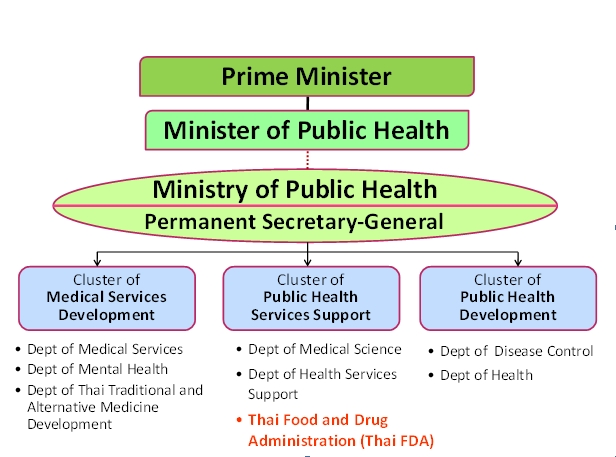 Prime Minister
Minister of Public Health
Ministry of Public Health
Permanent Secretary-General
Cluster of
Medical Services
Development
• Dept of Medical Services
• Dept of Mental Health
• Dept of Thai Traditional and
Alternative Medicine
Development
Cluster of
Public Health
Services Support
• Dept of Medical Science
• Dept of Health Services
Support
• Thai Food and Drug
Administration (Thai FDA)
Cluster of
Public Health
Development
• Dept of Disease Control
• Dept of Health